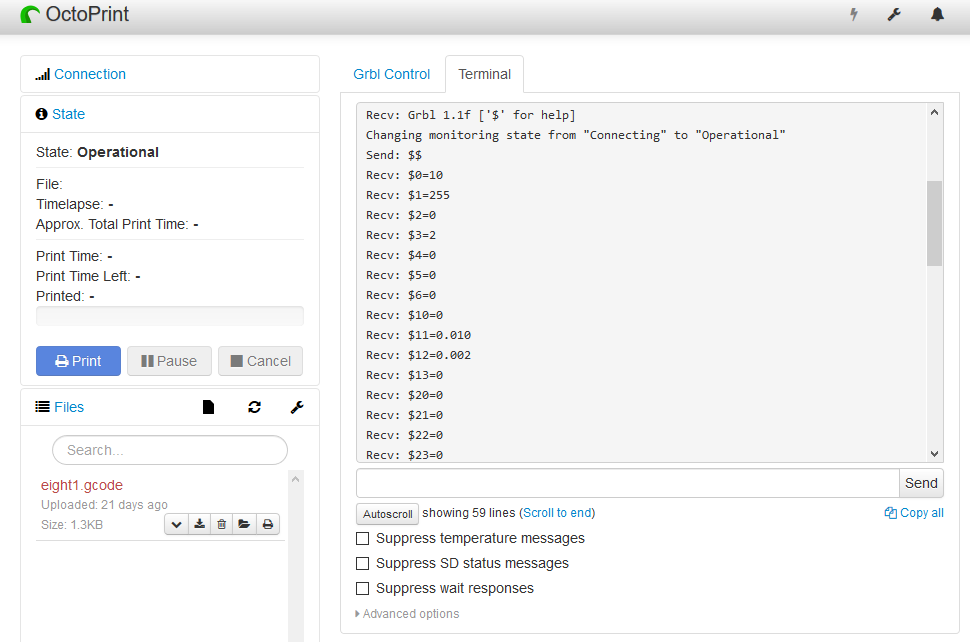 OctoPrint
Connection
State
State: Operational
File:
Timelapse: -
Approx. Total Print Time: -
Print Time: -
Print Time Left: -
Printed: -
Print
Pause
Cancel
Files
Search...
eight1.gcode
Uploaded: 21 days ago
Size: 1.3KB
Grbl Control
Terminal
Recv: Grbl 1.1f ['$' for help]
Changing monitoring state from "Connecting" to "Operational"
Send: $$
Recv: $0=10
Recv: $1=255
Recv: $2=0
Recv: $3=2
Recv: $4=0
Recv: $5=0
Recv: $6=0
Recv: $10=0
Recv: $11=0.010
Recv: $12=0.002
Recv: $13=0
Recv: $20=0
Recv: $21=0
Recv: $22=0
Recv: $23=0
Send
Autoscroll showing 59 lines (Scroll to end)
Copy all
Suppress temperature messages
Suppress SD status messages
Suppress wait responses
Advanced options